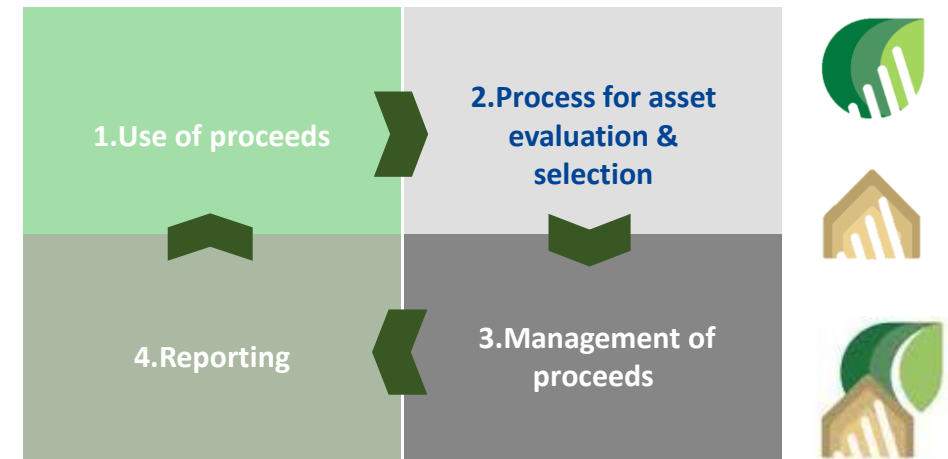 1.Use of proceeds
2.Process for asset
evaluation &
selection
3.Management of
proceeds
4.Reporting